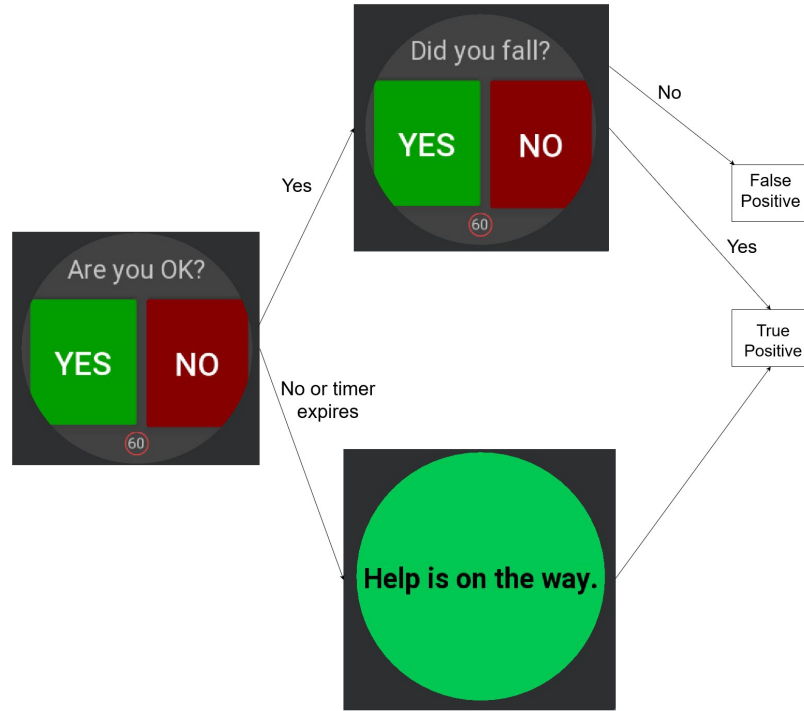 Did you fall?
YES
NO
60
No
False
Positive
Yes
Yes
Are you OK?
YES
NO
60
No or timer
expires
True
Positive
Help is on the way.